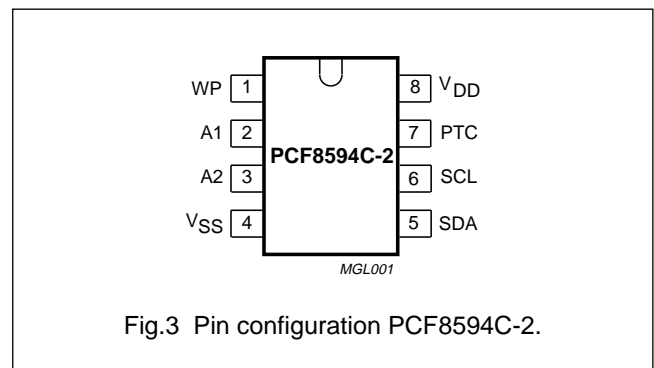 WP 1 8 VDD
A1 2 7 PTC
PCF8594C-2
A2 3 6 SCL
VSS 4 5 SDA
MGL001
Fig.3 Pin configuration PCF8594C-2.